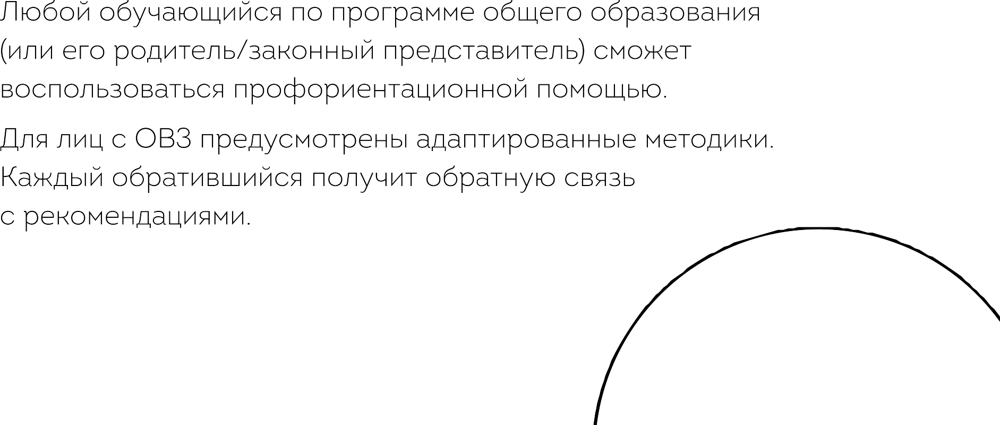 Любой обучающийся по программе общего образования
(или его родитель/законный представитель) сможет
воспользоваться профориентационной помощью.
Для лиц с ОВЗ предусмотрены адаптированные методики.
Каждый обратившийся получит обратную связь
с рекомендациями.